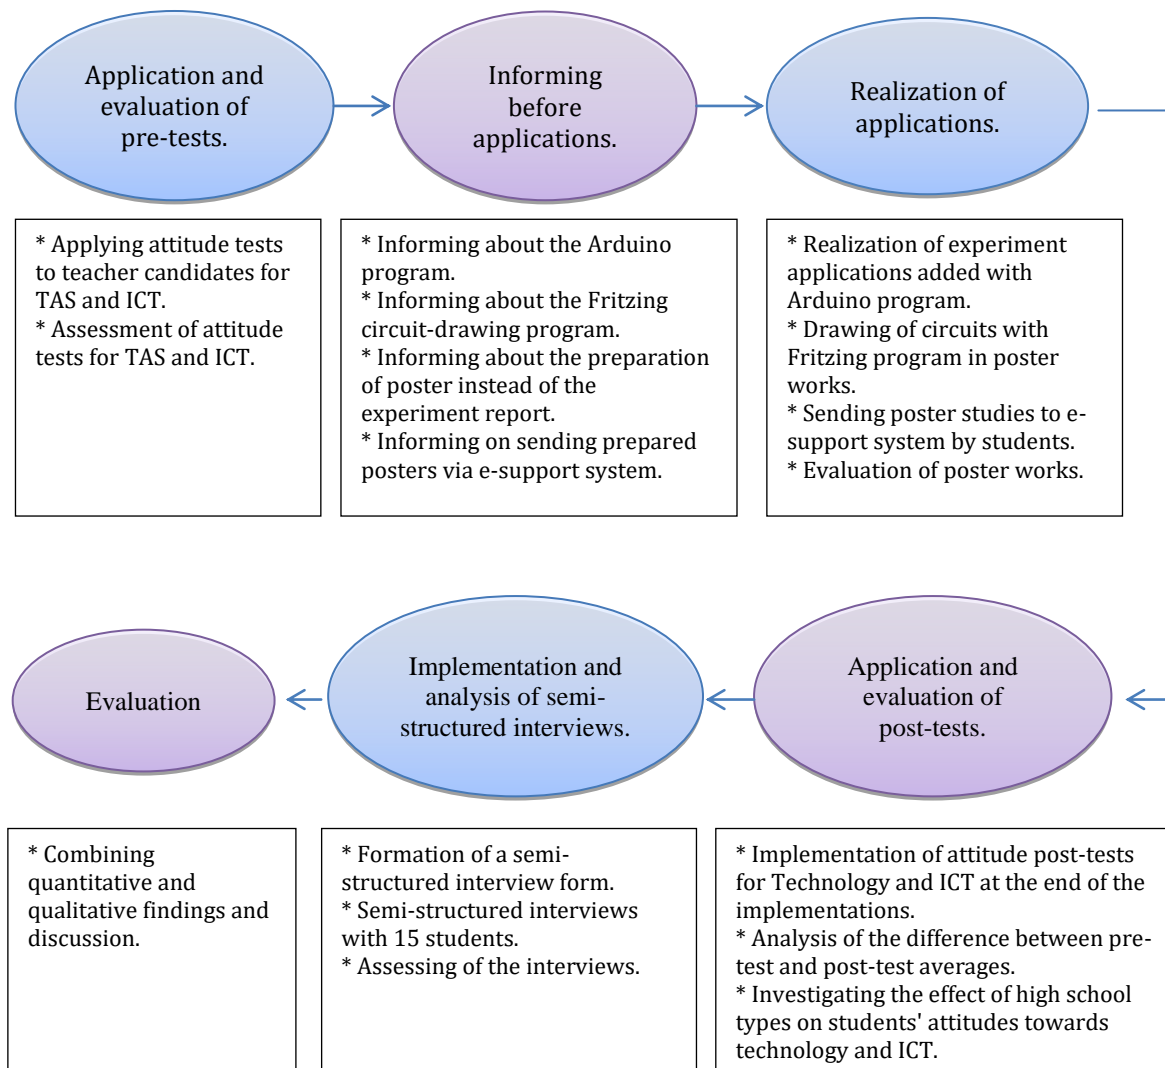 Application and
evaluation of
pre-tests.
Informing
before
applications.
Realization of
applications.
* Applying attitude tests
to teacher candidates for
TAS and ICT.
* Assessment of attitude
tests for TAS and ICT.
* Informing about the Arduino
program.
* Informing about the Fritzing
circuit-drawing program.
* Informing about the preparation
of poster instead of the
experiment report.
* Informing on sending prepared
posters via e-support system.
* Realization of experiment
applications added with
Arduino program.
* Drawing of circuits with
Fritzing program in poster
works.
* Sending poster studies to e-
support system by students.
* Evaluation of poster works.
Evaluation
Implementation and
analysis of semi-
structured interviews.
Application and
evaluation of
post-tests.
* Combining
quantitative and
qualitative findings and
discussion.
* Formation of a semi-
structured interview form.
* Semi-structured interviews
with 15 students.
* Assessing of the interviews.
* Implementation of attitude post-tests
for Technology and ICT at the end of the
implementations.
* Analysis of the difference between pre-
test and post-test averages.
* Investigating the effect of high school
types on students' attitudes towards
technology and ICT.